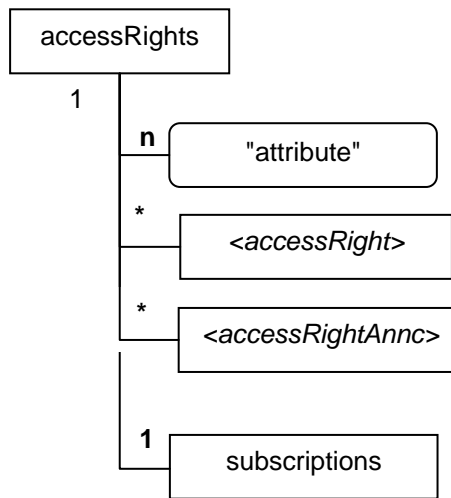 accessRights
1
n
"attribute"
*
<accessRight>
*
<accessRightAnnc>
1
subscriptions